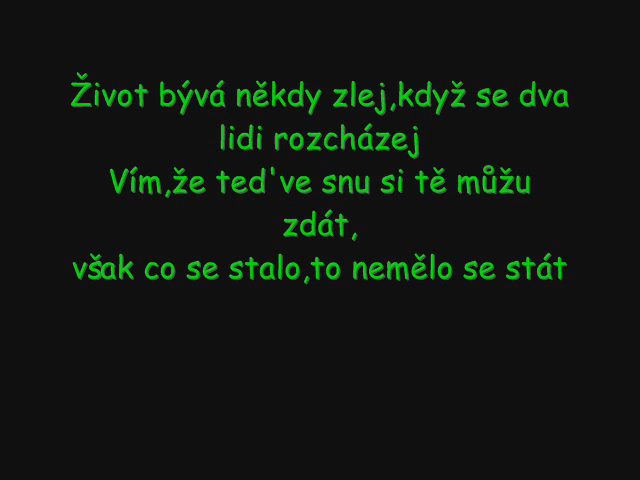 Život bývá někdy zlej,když se dva
lidi rozcházej
Vím,že ted've snu si tě můžu
zdát,
však co se stalo,to nemělo se stát